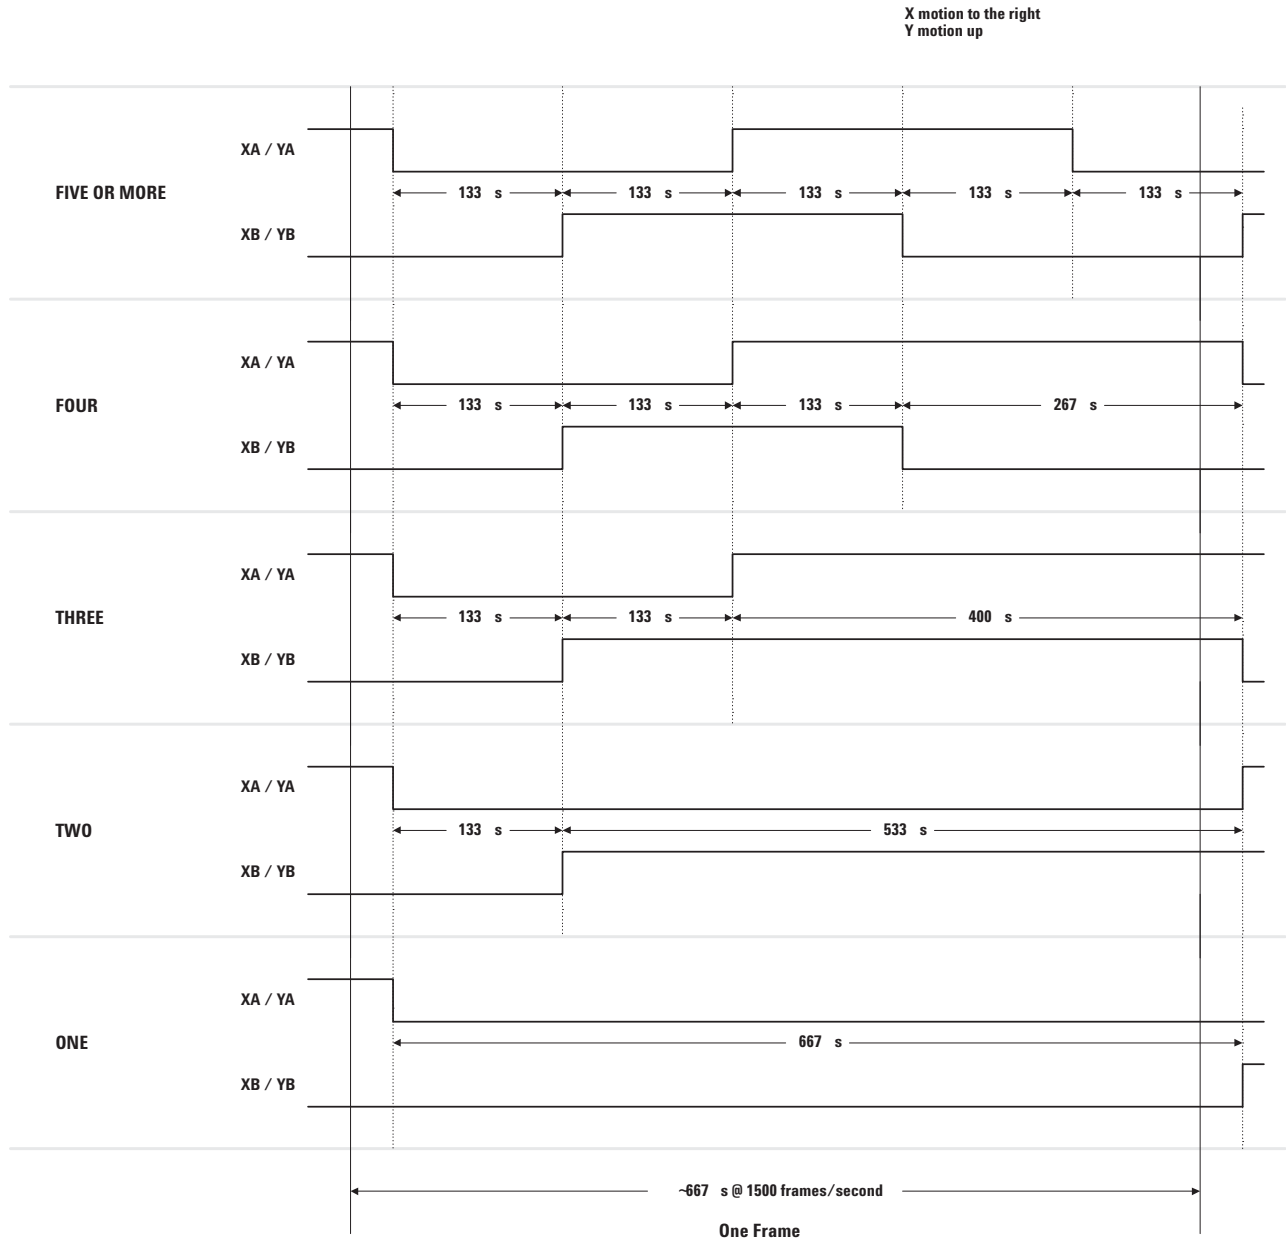 X motion to the right
Y motion up
XA / YA
FIVE OR MORE
133 s 133 s 133 s 133 s 133 s
XB / YB
XA / YA
FOUR
133 s 133 s 133 s 267 s
XB / YB
XA / YA
THREE
133 s 133 s 400 s
XB / YB
XA / YA
TWO
133 s 533 s
XB / YB
XA / YA
ONE
667 s
XB / YB
~667 s @ 1500 frames/second
One Frame